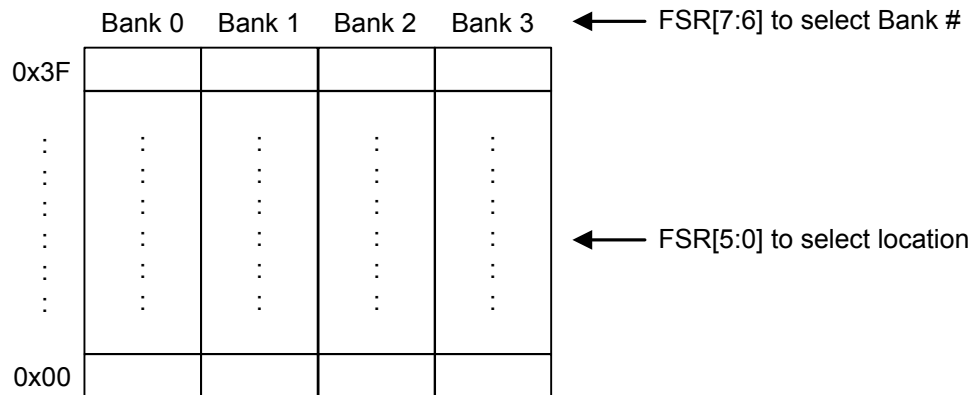 Bank 0 Bank 1 Bank 2 Bank 3 FSR[7:6] to select Bank #
0x3F
FSR[5:0] to select location
0x00